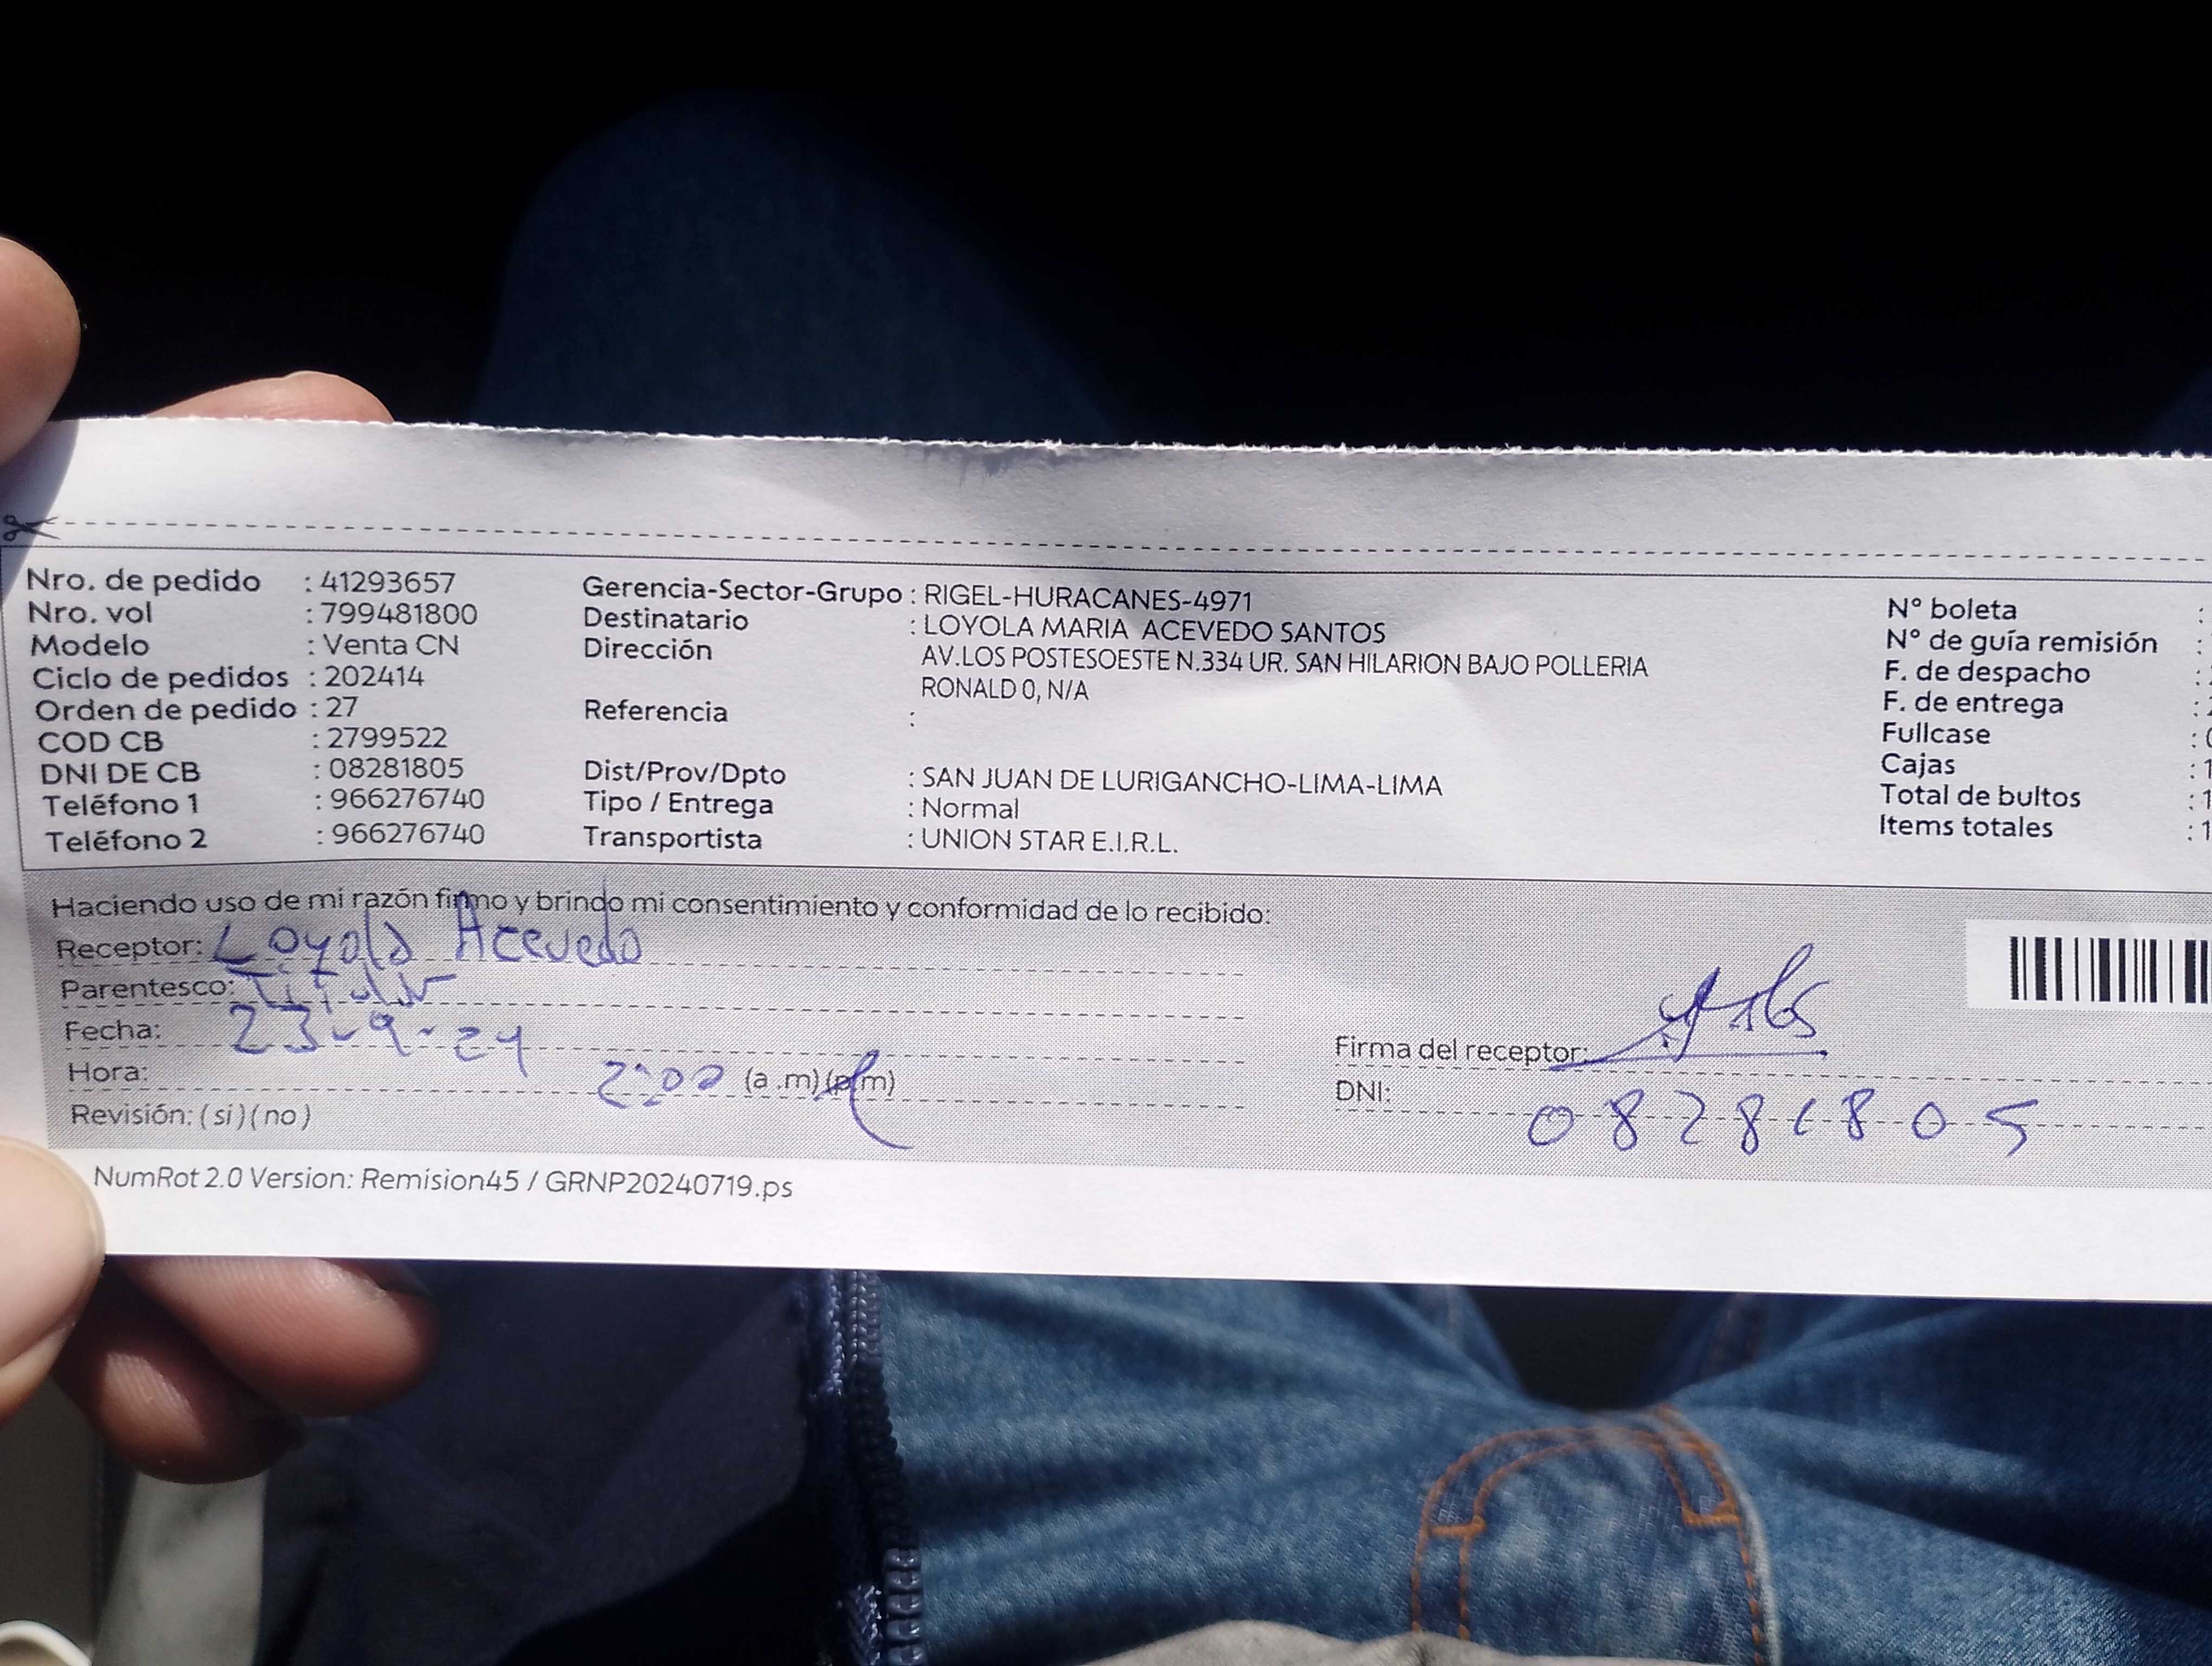 Nro. de pedido : 41293657
Nro. vol : 799481800
Modelo : Venta CN
Ciclo de pedidos : 202414
Orden de pedido : 27
COD CB : 2799522
DNI DE CB : 08281805
Teléfono 1 : 966276740
Teléfono 2 : 966276740
Gerencia-Sector-Grupo : RIGEL-HURACANES-4971
Destinatario : LOYOLA MARIA ACEVEDO SANTOS
Dirección AV.LOS POSTESOESTE N.334 UR. SAN HILARION BAJO POLLERIA
RONALD 0, N/A
Referencia :
Dist/Prov/Dpto : SAN JUAN DE LURIGANCHO-LIMA-LIMA
Tipo / Entrega : Normal
Transportista : UNION STAR E.I.R.L.
N° boleta :
N° de guía remisión :
F. de despacho :
F. de entrega :
Fullcase :
Cajas : 1
Total de bultos : 1
Items totales : 1
Haciendo uso de mi razón firmo y brindo mi consentimiento y conformidad de lo recibido:
Receptor: Loyola Acevedo
Parentesco: Titular
Fecha: 23-9-24
Hora: 2:00 (a .m)(p.m)
Revisión: (si)(no)
Firma del receptor:
DNI: 08281805
NumRot 2.0 Version: Remision45 / GRNP20240719.ps